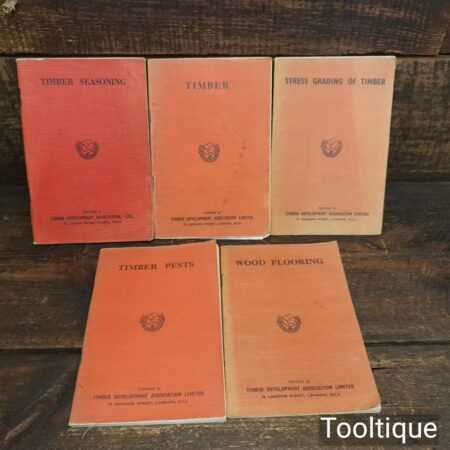 TIMBER SEASONING
TIMBER DEVELOPMENT ASSOCIATION, LTD.
TIMBER
TIMBER DEVELOPMENT ASSOCIATION LIMITED
STRESS GRADING OF TIMBER
TIMBER DEVELOPMENT ASSOCIATION LIMITED
TIMBER PESTS
TIMBER DEVELOPMENT ASSOCIATION LIMITED
WOOD FLOORING
TIMBER DEVELOPMENT ASSOCIATION LIMITED
Tooltique